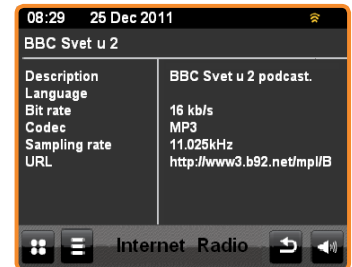 08:29 25 Dec 2011
BBC Svet u 2
Description BBC Svet u 2 podcast.
Language
Bit rate 16 kb/s
Codec MP3
Sampling rate 11.025kHz
URL http://www3.b92.net/mpl/B
Internet Radio